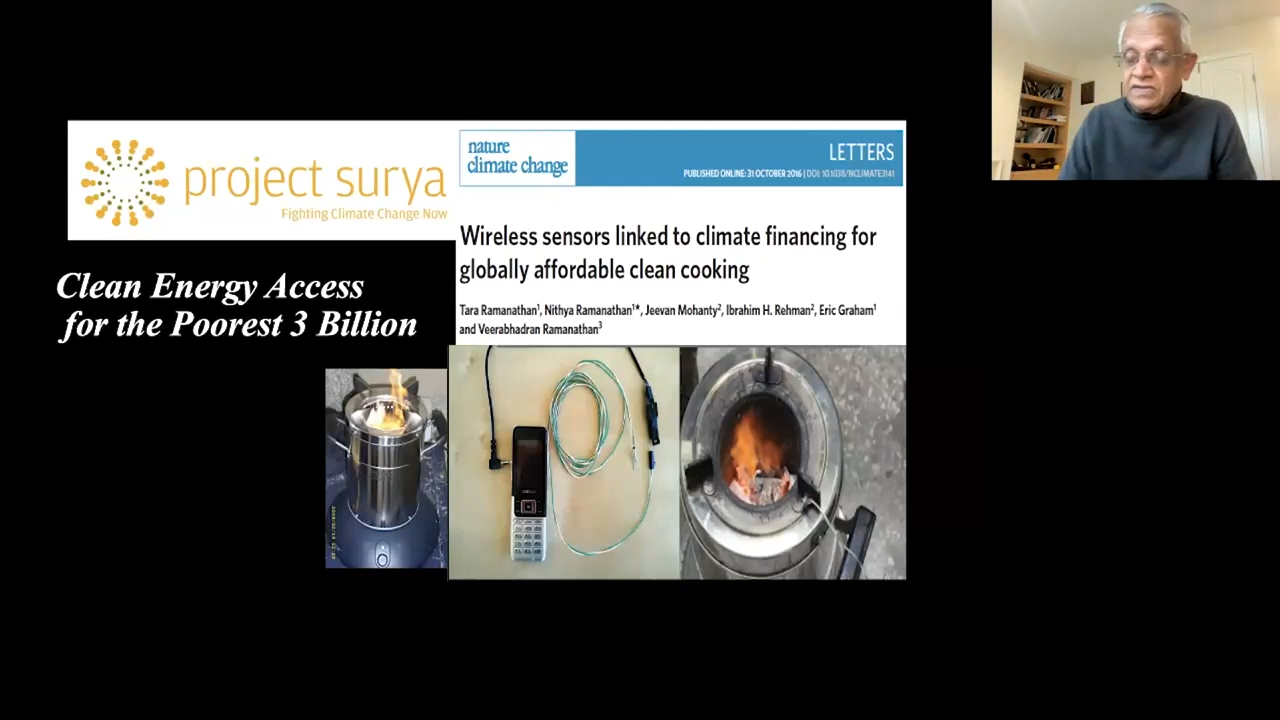 project surya
Fighting Climate Change Now
Clean Energy Access
for the Poorest 3 Billion
nature
climate change
LETTERS
PUBLISHED ONLINE: 31 OCTOBER 2016 | DOI: 10.1038/NCLIMATE3141
Wireless sensors linked to climate financing for
globally affordable clean cooking
Tara Ramanathan¹, Nithya Ramanathan¹*, Jeevan Mohanty², Ibrahim H. Rehman², Eric Graham¹
and Veerabhadran Ramanathan³